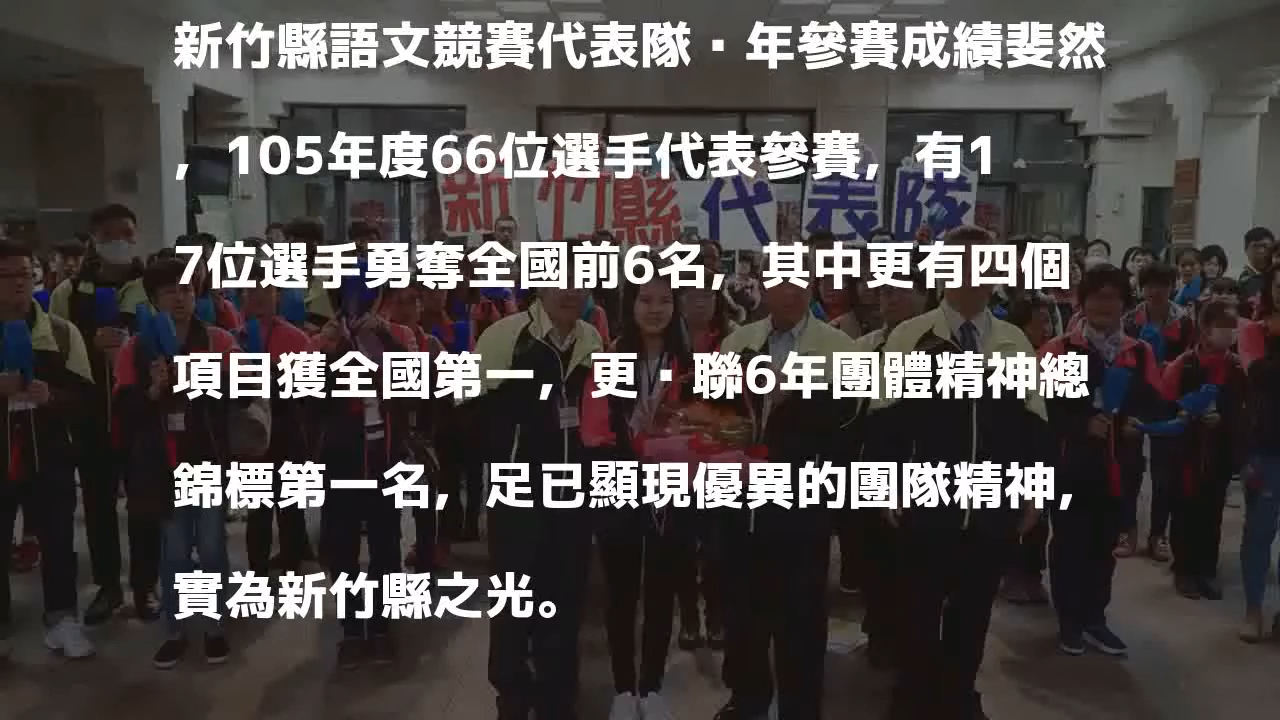 新竹縣語文競賽代表隊▪年參賽成績斐然
，105年度66位選手代表參賽，有1
7位選手勇奪全國前6名，其中更有四個
項目獲全國第一，更▪聯6年團體精神總
錦標第一名，足已顯現優異的團隊精神，
實為新竹縣之光。
新竹縣代表隊